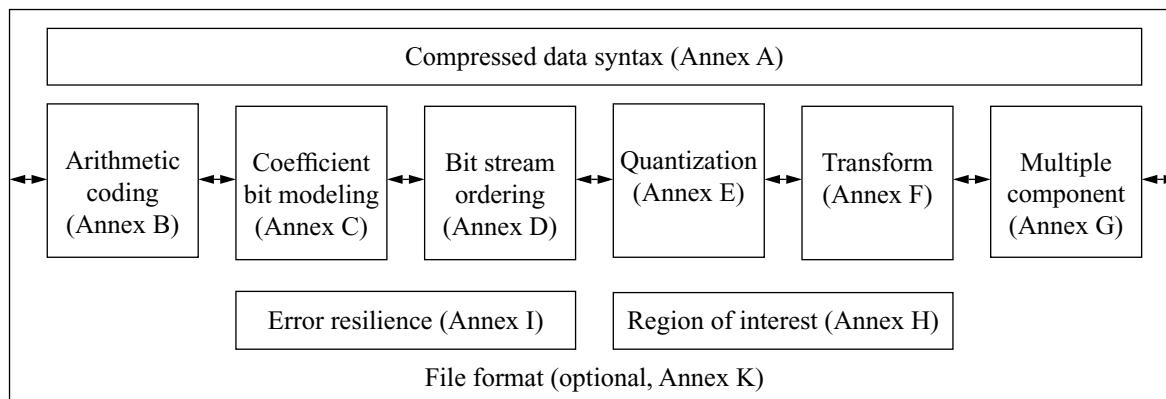 Compressed data syntax (Annex A)
Arithmetic
coding
(Annex B)
Coefficient
bit modeling
(Annex C)
Bit stream
ordering
(Annex D)
Quantization
(Annex E)
Transform
(Annex F)
Multiple
component
(Annex G)
Error resilience (Annex I)
Region of interest (Annex H)
File format (optional, Annex K)